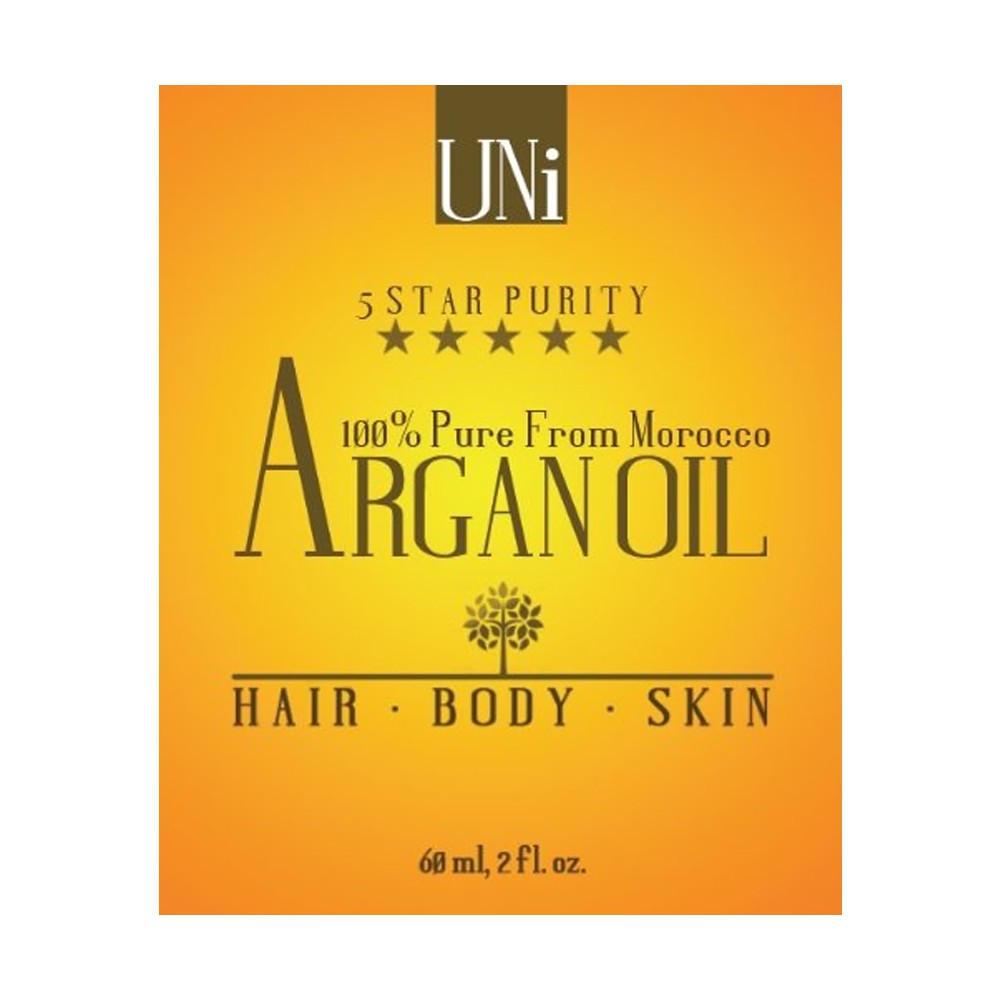 UNi
5 STAR PURITY
100% Pure From Morocco
ARGAN OIL
HAIR · BODY · SKIN
60 ml, 2 fl. oz.